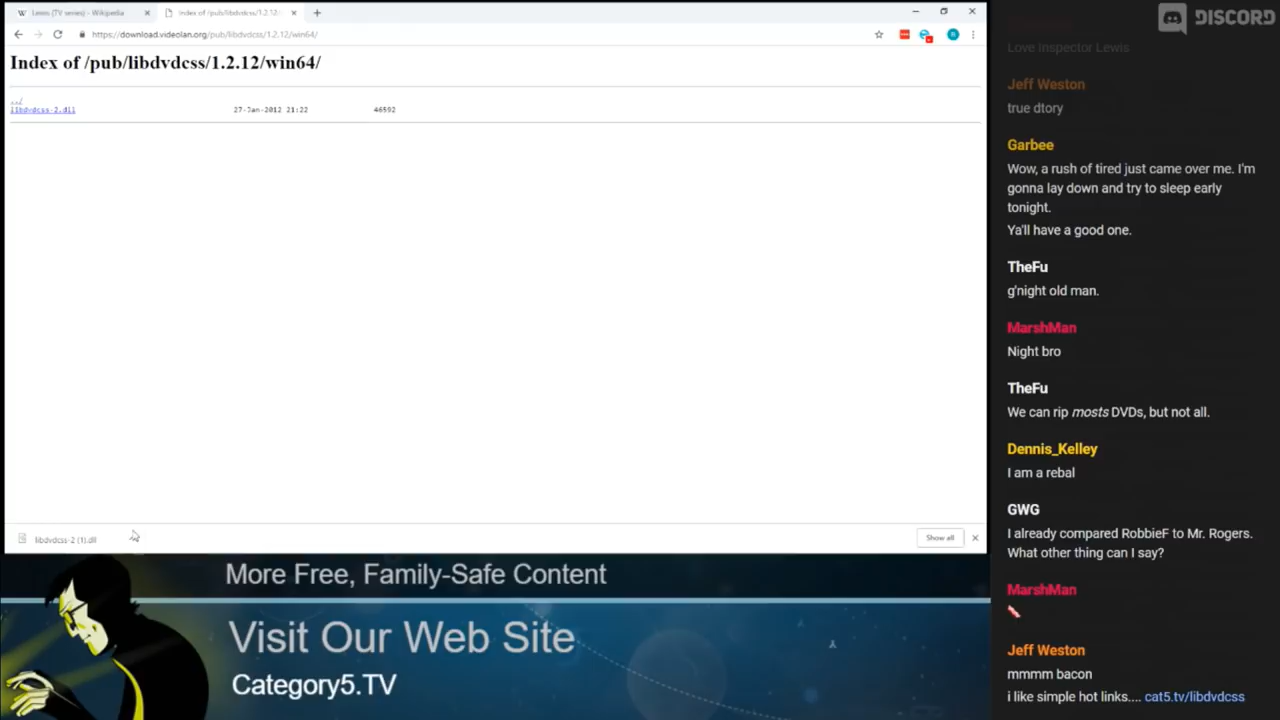 Lewis (TV series) - Wikipedia
Index of /pub/libdvdcss/1.2.12/
https://download.videolan.org/pub/libdvdcss/1.2.12/win64/
Index of /pub/libdvdcss/1.2.12/win64/
../
libdvdcss-2.dll 27-Jan-2012 21:22 46592
libdvdcss-2 (1).dll
Show all
More Free, Family-Safe Content
Visit Our Web Site
Category5.TV
DISCORD
Love Inspector Lewis
Jeff Weston
true dtory
Garbee
Wow, a rush of tired just came over me. I'm
gonna lay down and try to sleep early
tonight.
Ya'll have a good one.
TheFu
g'night old man.
MarshMan
Night bro
TheFu
We can rip mosts DVDs, but not all.
Dennis_Kelley
I am a rebal
GWG
I already compared RobbieF to Mr. Rogers.
What other thing can I say?
MarshMan
Jeff Weston
mmmm bacon
i like simple hot links.... cat5.tv/libdvdcss